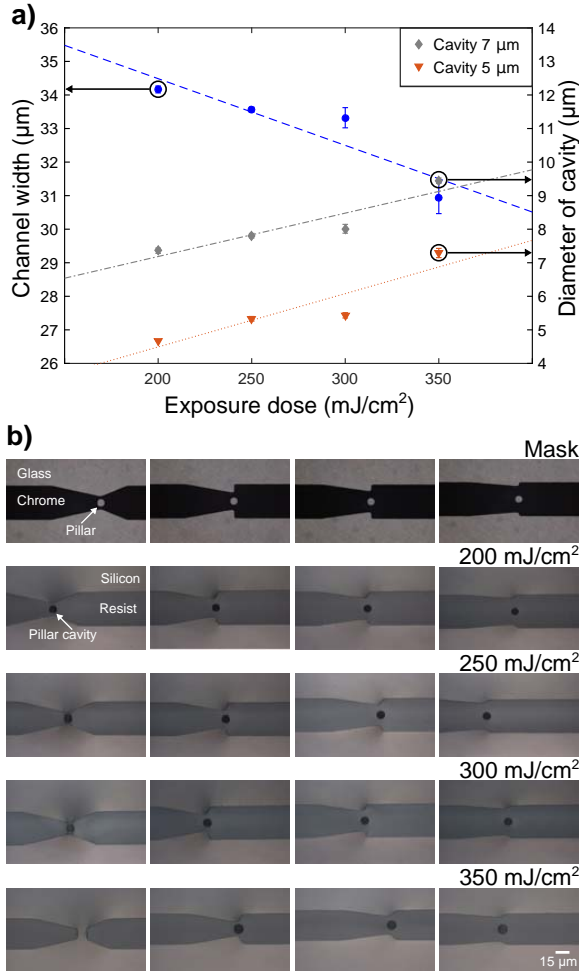 a)
36
35
34
33
32
31
30
29
28
27
26
Channel width (µm)
14
13
12
11
10
9
8
7
6
5
4
Diameter of cavity (µm)
Cavity 7 µm
Cavity 5 µm
200
250
300
350
Exposure dose (mJ/cm²)
b)
Mask
Glass
Chrome
Pillar
200 mJ/cm²
Silicon
Resist
Pillar cavity
250 mJ/cm²
300 mJ/cm²
350 mJ/cm²
15 µm